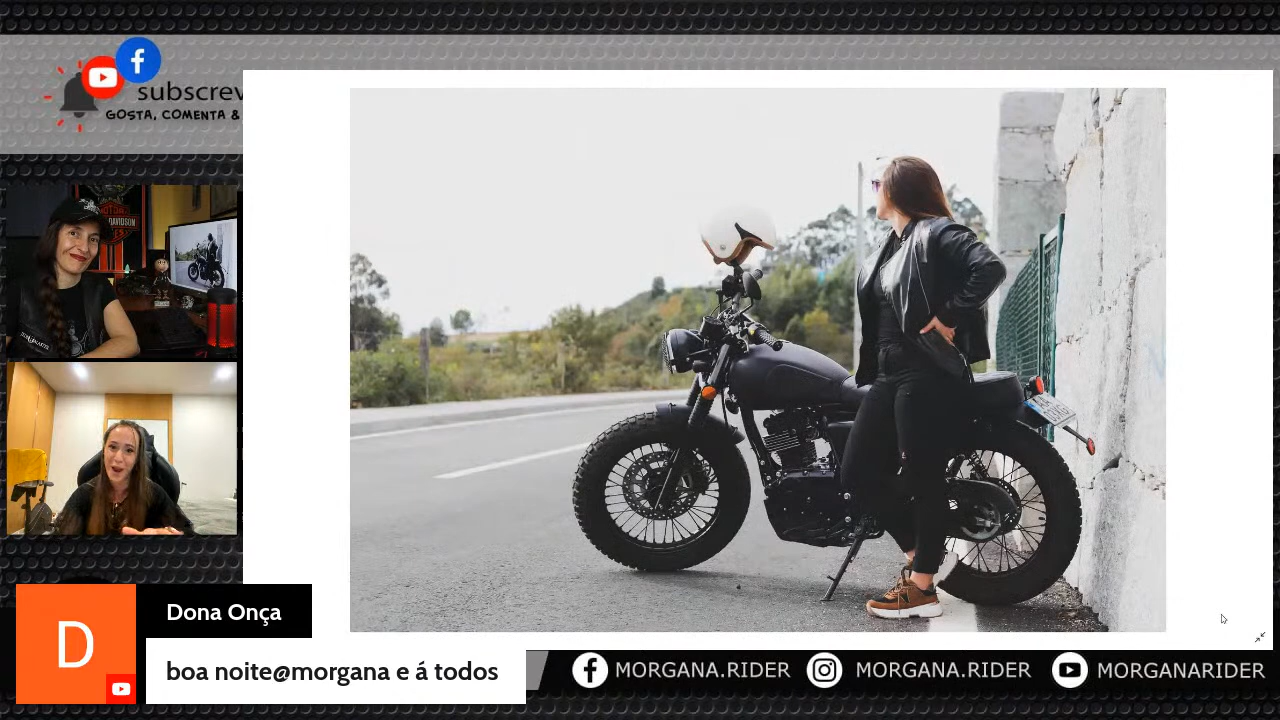 subscrev
GOSTA, COMENTA &
Dona Onça
D
boa noite@morgana e á todos
MORGANA.RIDER
MORGANA.RIDER
MORGANARIDER